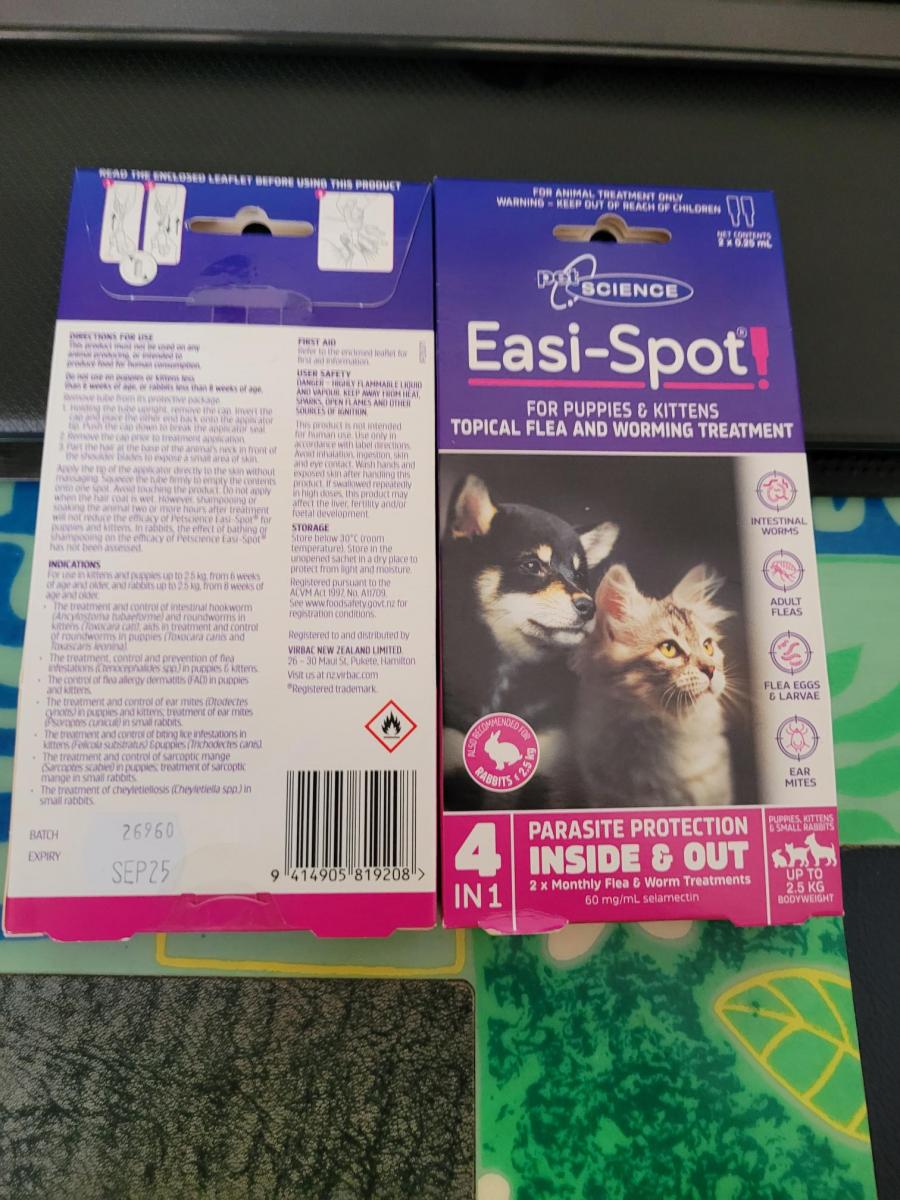 READ THE ENCLOSED LEAFLET BEFORE USING THIS PRODUCT
DIRECTIONS FOR USE
This product must not be used on any
animal producing, or intended to
produce food for human consumption.
Do not use on puppies or kittens less
than 6 weeks of age, or rabbits less than 8 weeks of age.
Remove tube from its protective package.
1. Holding the tube upright, remove the cap. Invert the
cap and place the other end back onto the applicator
tip. Push the cap down to break the applicator seal.
2. Remove the cap prior to treatment application.
3. Part the hair at the base of the animal's neck in front of
the shoulder blades to expose a small area of skin.
Apply the tip of the applicator directly to the skin without
massaging. Squeeze the tube firmly to empty the contents
onto one spot. Avoid touching the product. Do not apply
when the hair coat is wet. However, shampooing or
soaking the animal two or more hours after treatment
will not reduce the efficacy of Petscience Easi-Spot® for
puppies and kittens. In rabbits, the effect of bathing or
shampooing on the efficacy of Petscience Easi-Spot®
has not been assessed.
INDICATIONS
For use in kittens and puppies up to 2.5 kg, from 6 weeks
of age and older, and rabbits up to 2.5 kg, from 8 weeks of
age and older.
• The treatment and control of intestinal hookworm
(Ancylostoma tubaeforme) and roundworms in
kittens (Toxocara cati); aids in treatment and control
of roundworms in puppies (Toxocara canis and
Toxascaris leonina).
• The treatment, control and prevention of flea
infestations (Ctenocephalides spp.) in puppies & kittens.
• The control of flea allergy dermatitis (FAD) in puppies
and kittens.
• The treatment and control of ear mites (Otodectes
cynotis) in puppies and kittens; treatment of ear mites
(Psoroptes cuniculi) in small rabbits.
• The treatment and control of biting lice infestations in
kittens (Felicola substratus) & puppies (Trichodectes canis).
• The treatment and control of sarcoptic mange
(Sarcoptes scabiei) in puppies; treatment of sarcoptic
mange in small rabbits.
• The treatment of cheyletiellosis (Cheyletiella spp.) in
small rabbits.
BATCH 26960
EXPIRY SEP25
FIRST AID
Refer to the enclosed leaflet for
first aid information.
USER SAFETY
DANGER – HIGHLY FLAMMABLE LIQUID
AND VAPOUR. KEEP AWAY FROM HEAT,
SPARKS, OPEN FLAMES AND OTHER
SOURCES OF IGNITION.
This product is not intended
for human use. Use only in
accordance with label directions.
Avoid inhalation, ingestion, skin
and eye contact. Wash hands and
exposed skin after handling this
product. If swallowed repeatedly
in high doses, this product may
affect the liver, fertility and/or
foetal development.
STORAGE
Store below 30°C (room
temperature). Store in the
unopened sachet in a dry place to
protect from light and moisture.
Registered pursuant to the
ACVM Act 1997, No. A11709.
See www.foodsafety.govt.nz for
registration conditions.
Registered to and distributed by
VIRBAC NEW ZEALAND LIMITED.
26 – 30 Maui St, Pukete, Hamilton
Visit us at nz.virbac.com
®Registered trademark.
9 414905 819208 >
FOR ANIMAL TREATMENT ONLY
WARNING – KEEP OUT OF REACH OF CHILDREN
NET CONTENTS
2 x 0.25 mL
pet SCIENCE
Easi-Spot®!
FOR PUPPIES & KITTENS
TOPICAL FLEA AND WORMING TREATMENT
INTESTINAL
WORMS
ADULT
FLEAS
FLEA EGGS
& LARVAE
EAR
MITES
ALSO RECOMMENDED FOR
RABBITS < 2.5 kg
4
IN 1
PARASITE PROTECTION
INSIDE & OUT
2 x Monthly Flea & Worm Treatments
60 mg/mL selamectin
PUPPIES, KITTENS
& SMALL RABBITS
UP TO
2.5 KG
BODYWEIGHT